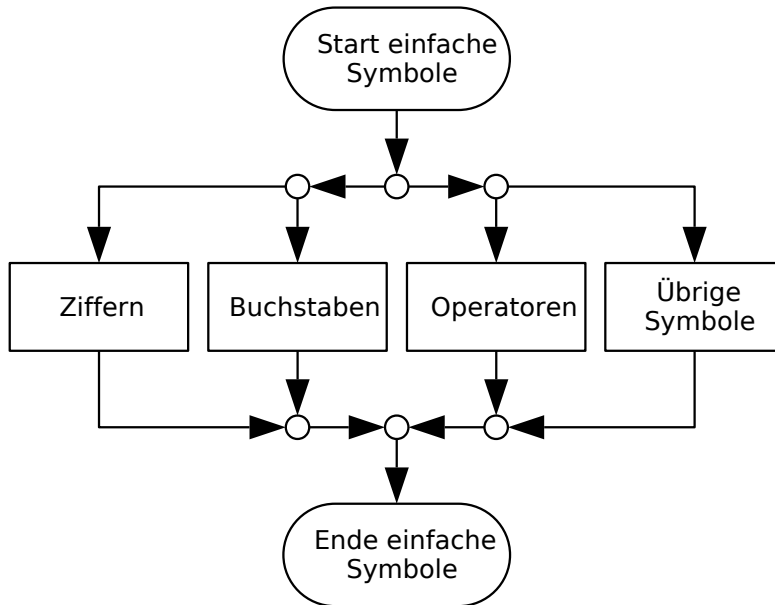 Start einfache
Symbole
Ziffern
Buchstaben
Operatoren
Übrige
Symbole
Ende einfache
Symbole